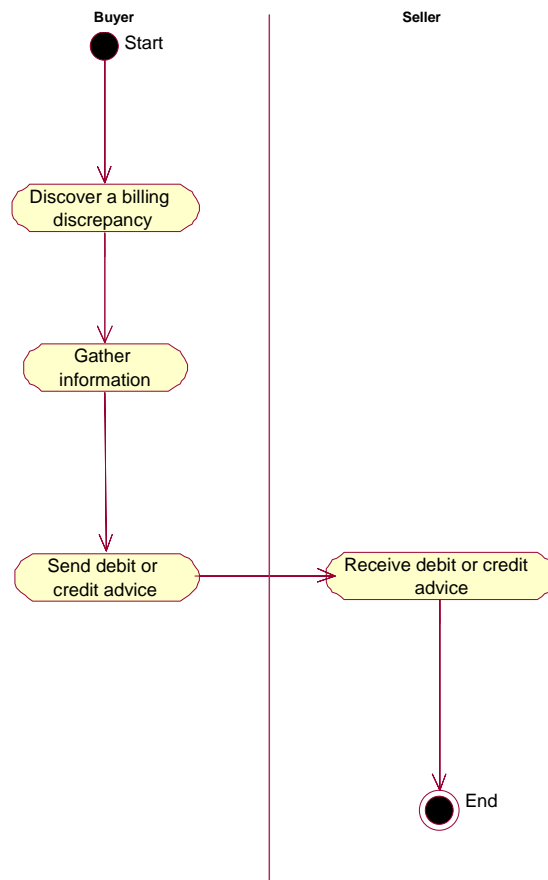 Buyer
Seller
Start
Discover a billing
discrepancy
Gather
information
Send debit or
credit advice
Receive debit or credit
advice
End